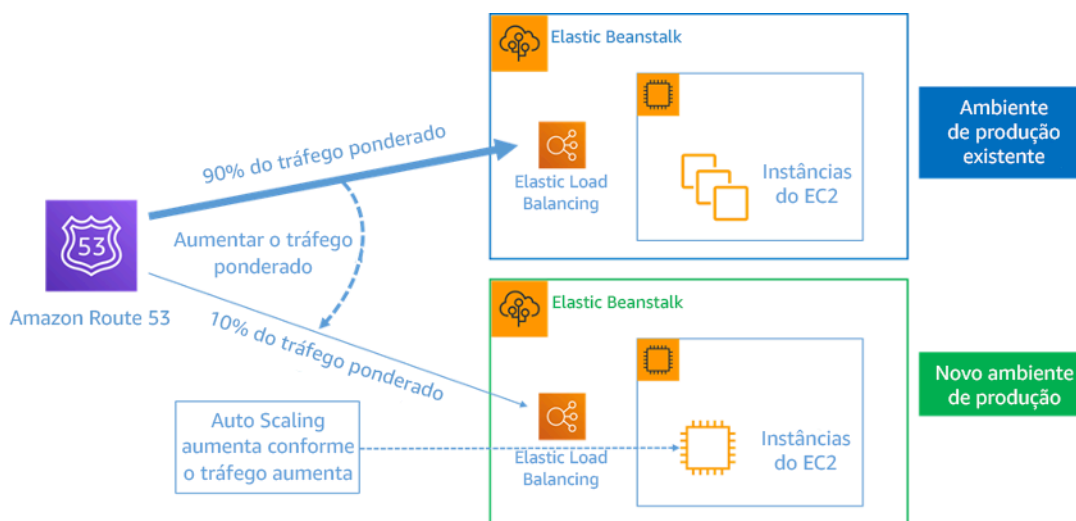 Elastic Beanstalk
90% do tráfego ponderado
Elastic Load
Balancing
Instâncias
do EC2
Ambiente
de produção
existente
53
Amazon Route 53
Aumentar o tráfego
ponderado
10% do tráfego ponderado
Elastic Beanstalk
Auto Scaling
aumenta conforme
o tráfego aumenta
Elastic Load
Balancing
Instâncias
do EC2
Novo ambiente
de produção